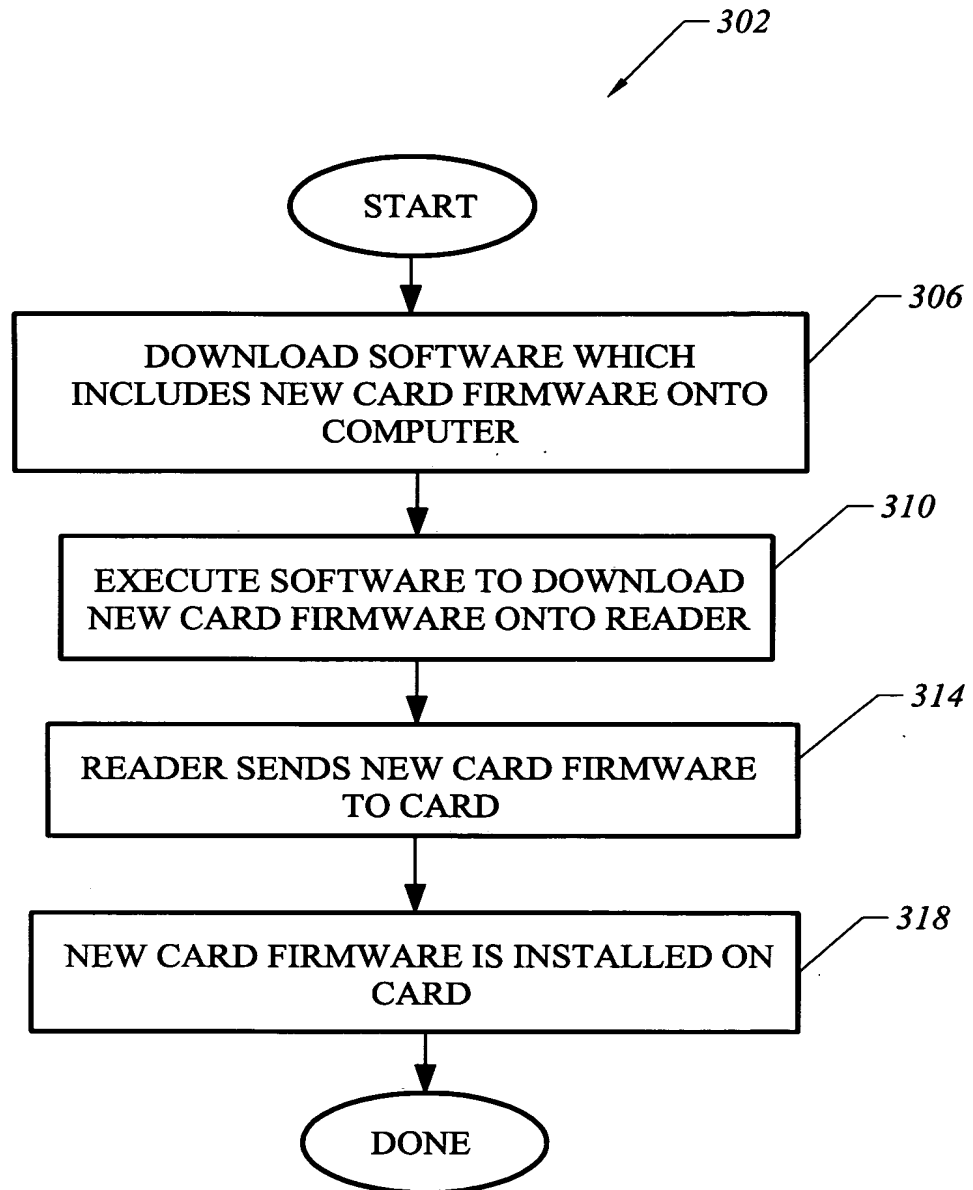 302
START
306
DOWNLOAD SOFTWARE WHICH
INCLUDES NEW CARD FIRMWARE ONTO
COMPUTER
310
EXECUTE SOFTWARE TO DOWNLOAD
NEW CARD FIRMWARE ONTO READER
314
READER SENDS NEW CARD FIRMWARE
TO CARD
318
NEW CARD FIRMWARE IS INSTALLED ON
CARD
DONE